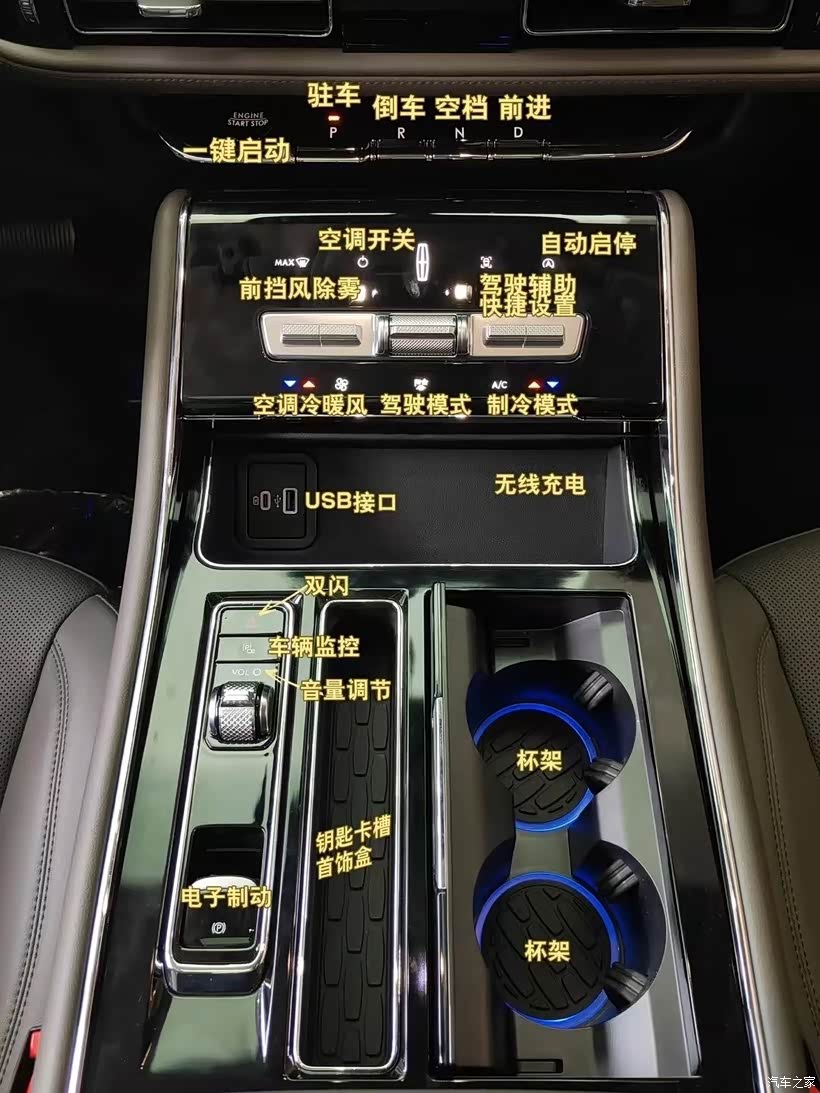 驻车
倒车 空档 前进
ENGINE
START STOP
P R N D
一键启动
空调开关
自动启停
MAX
前挡风除雾
驾驶辅助
快捷设置
A/C
空调冷暖风 驾驶模式 制冷模式
无线充电
USB接口
双闪
车辆监控
VOL
音量调节
杯架
钥匙卡槽
首饰盒
电子制动
(P)
杯架
汽车之家